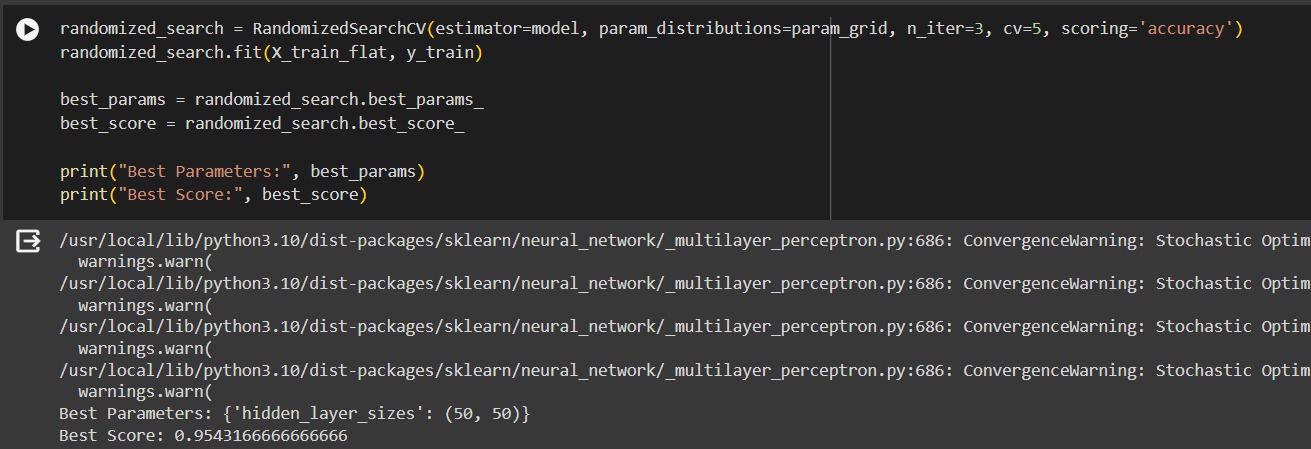 randomized_search = RandomizedSearchCV(estimator=model, param_distributions=param_grid, n_iter=3, cv=5, scoring='accuracy')
randomized_search.fit(X_train_flat, y_train)
best_params = randomized_search.best_params_
best_score = randomized_search.best_score_
print("Best Parameters:", best_params)
print("Best Score:", best_score)
/usr/local/lib/python3.10/dist-packages/sklearn/neural_network/_multilayer_perceptron.py:686: ConvergenceWarning: Stochastic Optim
warnings.warn(
/usr/local/lib/python3.10/dist-packages/sklearn/neural_network/_multilayer_perceptron.py:686: ConvergenceWarning: Stochastic Optim
warnings.warn(
/usr/local/lib/python3.10/dist-packages/sklearn/neural_network/_multilayer_perceptron.py:686: ConvergenceWarning: Stochastic Optim
warnings.warn(
/usr/local/lib/python3.10/dist-packages/sklearn/neural_network/_multilayer_perceptron.py:686: ConvergenceWarning: Stochastic Optim
warnings.warn(
Best Parameters: {'hidden_layer_sizes': (50, 50)}
Best Score: 0.9543166666666666